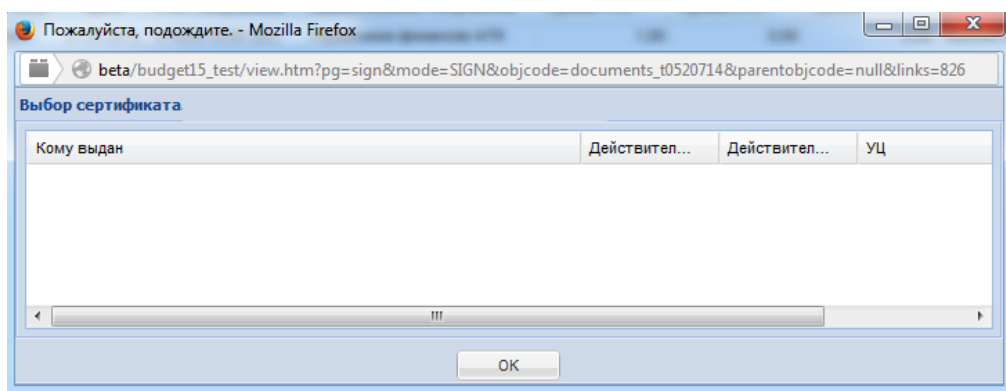 Пожалуйста, подождите. - Mozilla Firefox
beta/budget15_test/view.htm?pg=sign&mode=SIGN&objcode=documents_t0520714&parentobjcode=null&links=826
Выбор сертификата
Кому выдан Действител... Действител... УЦ
ОК